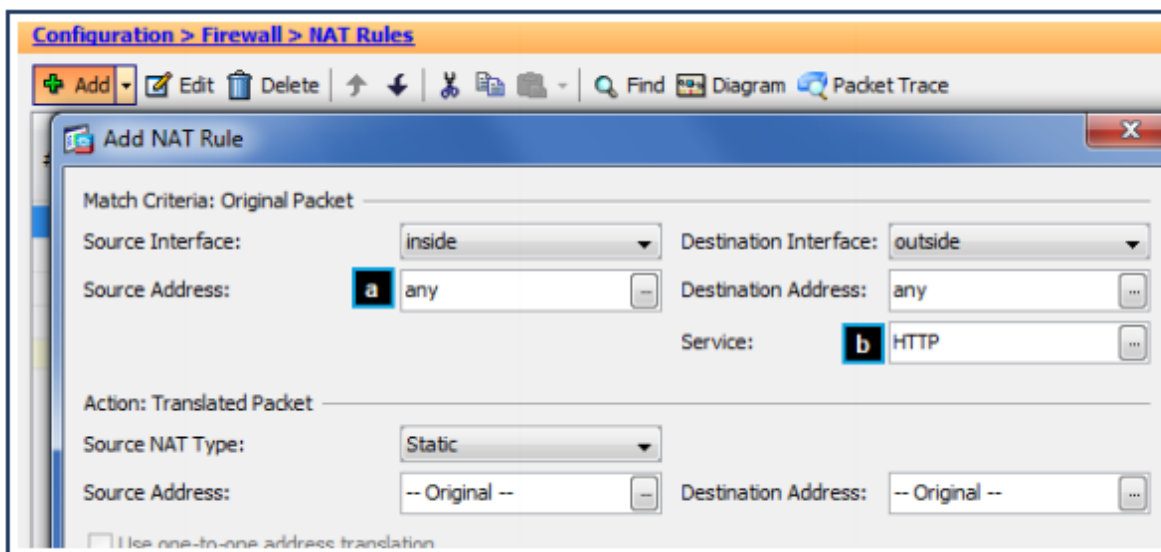 Configuration > Firewall > NAT Rules
Add Edit Delete Find Diagram Packet Trace
Add NAT Rule
Match Criteria: Original Packet
Source Interface: inside Destination Interface: outside
Source Address: a any Destination Address: any
Service: b HTTP
Action: Translated Packet
Source NAT Type: Static
Source Address: -- Original -- Destination Address: -- Original --
Use one-to-one address translation